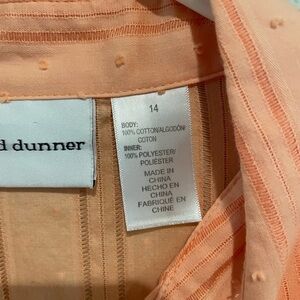 d dunner
14
BODY:
100% COTTON/ALGODÓN/
COTON
INNER:
100% POLYESTER/
POLIÉSTER
MADE IN
CHINA
HECHO EN
CHINA
FABRIQUÉ EN
CHINE